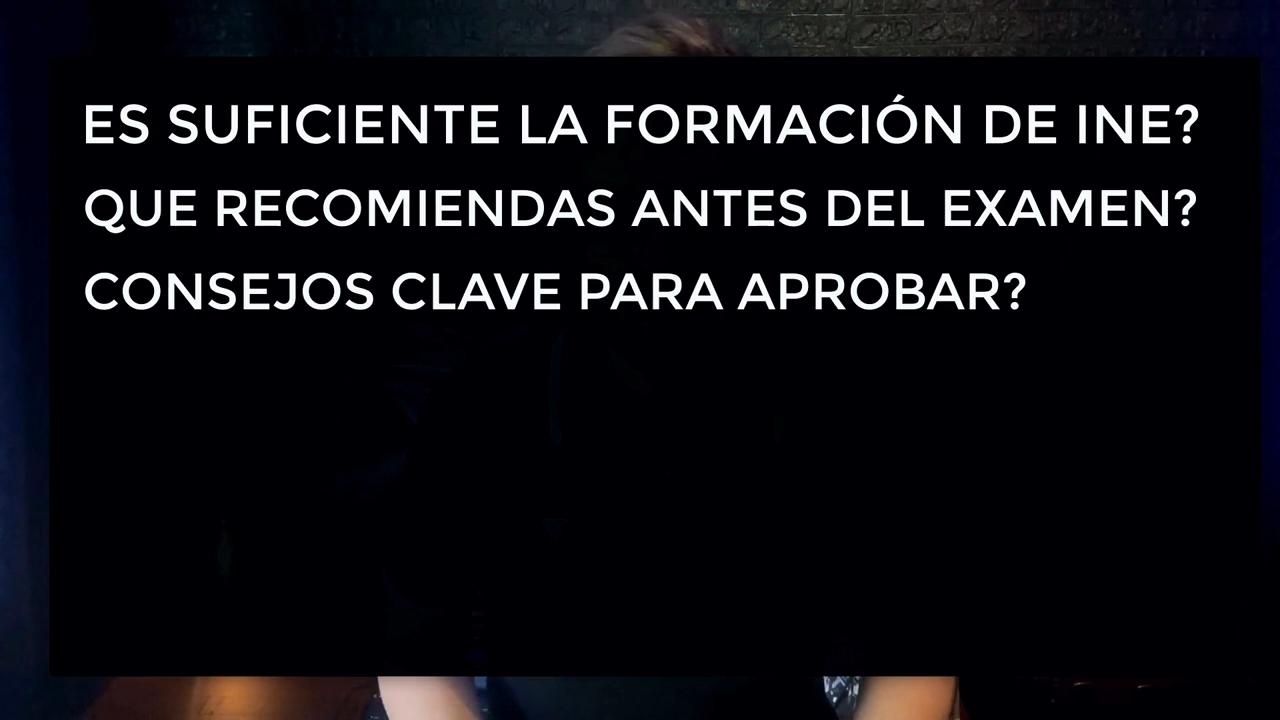 ES SUFICIENTE LA FORMACIÓN DE INE?
QUE RECOMIENDAS ANTES DEL EXAMEN?
CONSEJOS CLAVE PARA APROBAR?